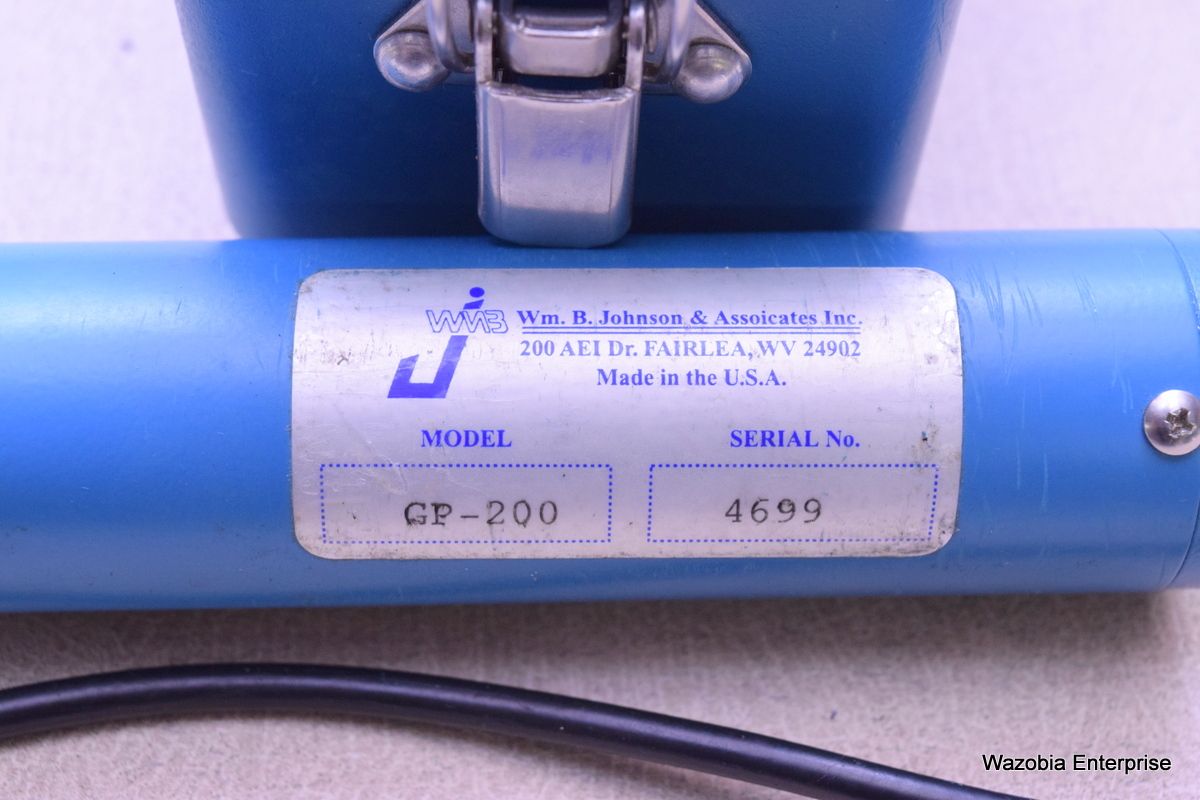 WMB J
Wm. B. Johnson & Assoicates Inc.
200 AEI Dr. FAIRLEA, WV 24902
Made in the U.S.A.
MODEL
SERIAL No.
GP-200
4699
Wazobia Enterprise